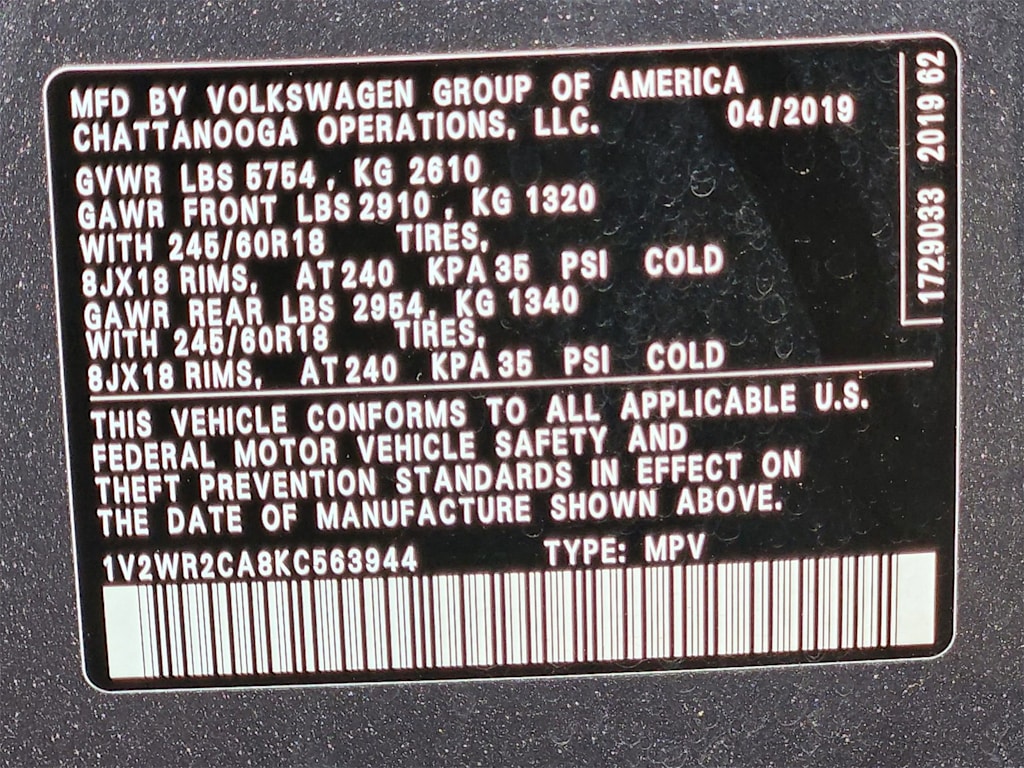 MFD BY VOLKSWAGEN GROUP OF AMERICA
CHATTANOOGA OPERATIONS, LLC. 04/2019
GVWR LBS 5754, KG 2610
GAWR FRONT LBS 2910, KG 1320
WITH 245/60R18 TIRES,
8JX18 RIMS, AT 240 KPA 35 PSI COLD
GAWR REAR LBS 2954, KG 1340
WITH 245/60R18 TIRES,
8JX18 RIMS, AT 240 KPA 35 PSI COLD
THIS VEHICLE CONFORMS TO ALL APPLICABLE U.S.
FEDERAL MOTOR VEHICLE SAFETY AND
THEFT PREVENTION STANDARDS IN EFFECT ON
THE DATE OF MANUFACTURE SHOWN ABOVE.
1V2WR2CA8KC563944 TYPE: MPV
1729033 2019 62